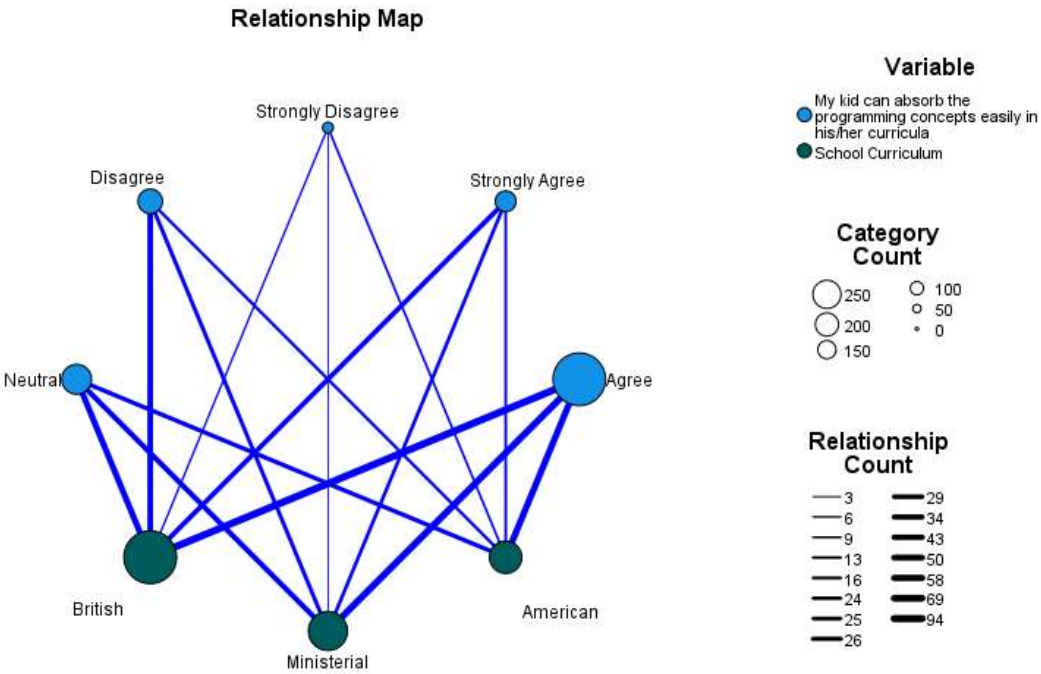 Relationship Map
Strongly Disagree
Disagree
Strongly Agree
Neutral
Agree
British
American
Ministerial
Variable
My kid can absorb the
programming concepts easily in
his/her curricula
School Curriculum
Category
Count
250
200
150
100
50
0
Relationship
Count
3
6
9
13
16
24
25
26
29
34
43
50
58
69
94